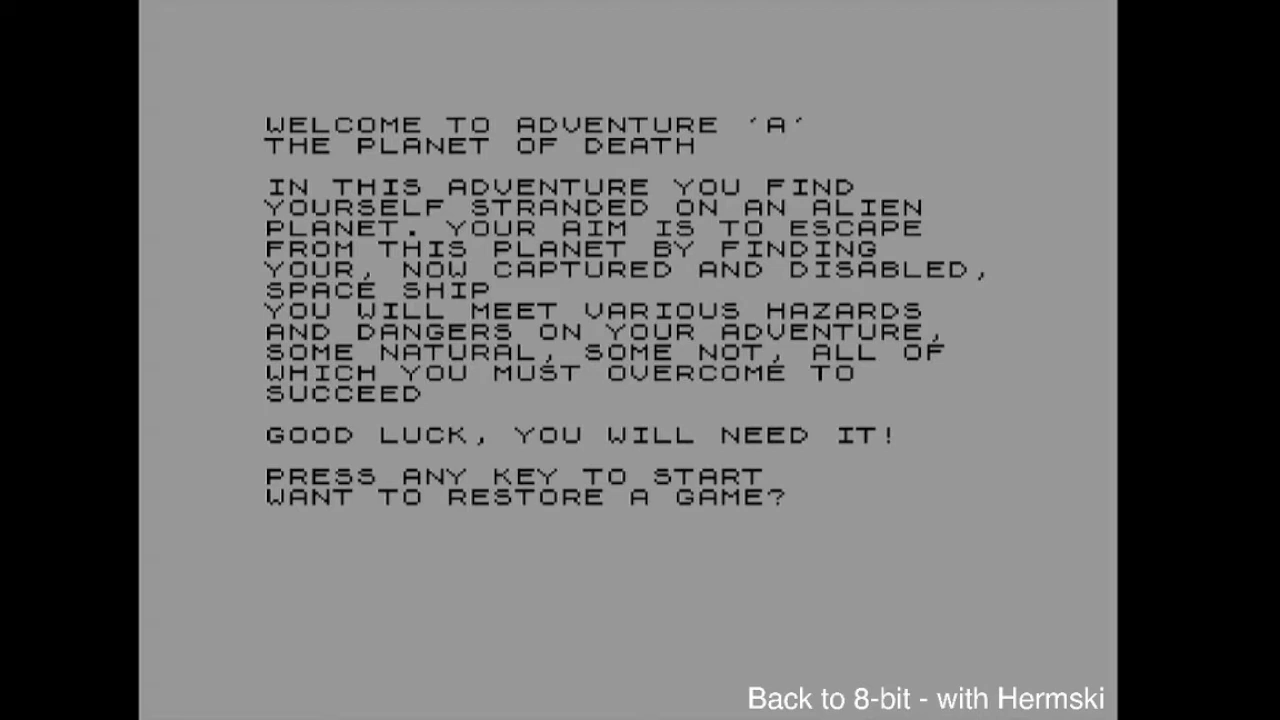 WELCOME TO ADVENTURE 'A'
THE PLANET OF DEATH
IN THIS ADVENTURE YOU FIND
YOURSELF STRANDED ON AN ALIEN
PLANET. YOUR AIM IS TO ESCAPE
FROM THIS PLANET BY FINDING
YOUR, NOW CAPTURED AND DISABLED,
SPACE SHIP
YOU WILL MEET VARIOUS HAZARDS
AND DANGERS ON YOUR ADVENTURE,
SOME NATURAL, SOME NOT, ALL OF
WHICH YOU MUST OVERCOME TO
SUCCEED
GOOD LUCK, YOU WILL NEED IT!
PRESS ANY KEY TO START
WANT TO RESTORE A GAME?
Back to 8-bit - with Hermski